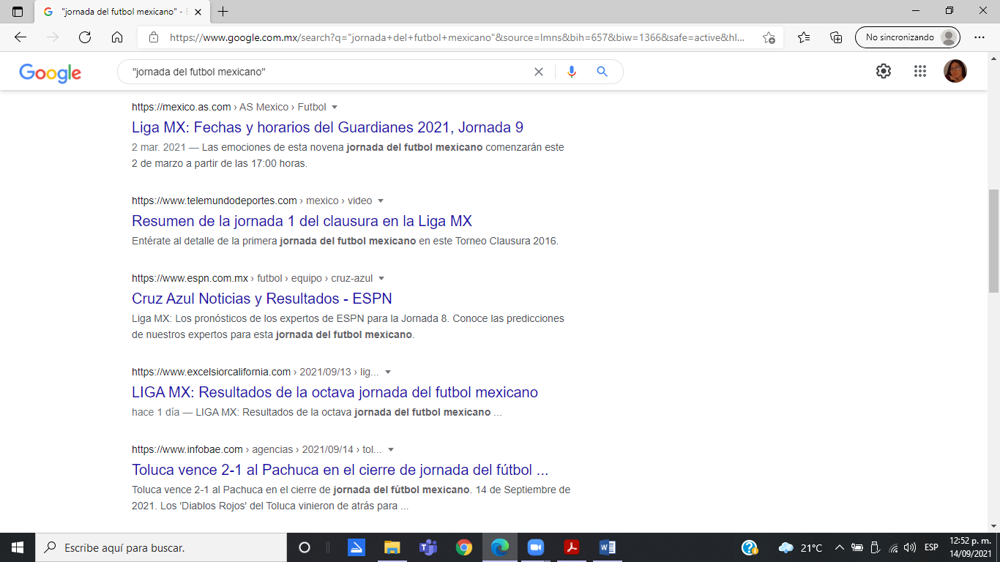 "jornada del futbol mexicano" - E
https://www.google.com.mx/search?q="jornada+del+futbol+mexicano"&source=lmns&bih=657&biw=1366&safe=active&hl...
No sincronizando
Google
"jornada del futbol mexicano"
https://mexico.as.com › AS Mexico › Futbol
Liga MX: Fechas y horarios del Guardianes 2021, Jornada 9
2 mar. 2021 — Las emociones de esta novena jornada del futbol mexicano comenzarán este
2 de marzo a partir de las 17:00 horas.
https://www.telemundodeportes.com › mexico › video
Resumen de la jornada 1 del clausura en la Liga MX
Entérate al detalle de la primera jornada del futbol mexicano en este Torneo Clausura 2016.
https://www.espn.com.mx › futbol › equipo › cruz-azul
Cruz Azul Noticias y Resultados - ESPN
Liga MX: Los pronósticos de los expertos de ESPN para la Jornada 8. Conoce las predicciones
de nuestros expertos para esta jornada del futbol mexicano.
https://www.excelsiorcalifornia.com › 2021/09/13 › lig...
LIGA MX: Resultados de la octava jornada del futbol mexicano
hace 1 día — LIGA MX: Resultados de la octava jornada del futbol mexicano ...
https://www.infobae.com › agencias › 2021/09/14 › tol...
Toluca vence 2-1 al Pachuca en el cierre de jornada del fútbol ...
Toluca vence 2-1 al Pachuca en el cierre de jornada del fútbol mexicano. 14 de Septiembre de
2021. Los 'Diablos Rojos' del Toluca vinieron de atrás para ...
Escribe aquí para buscar.
21°C
ESP
12:52 p. m.
14/09/2021